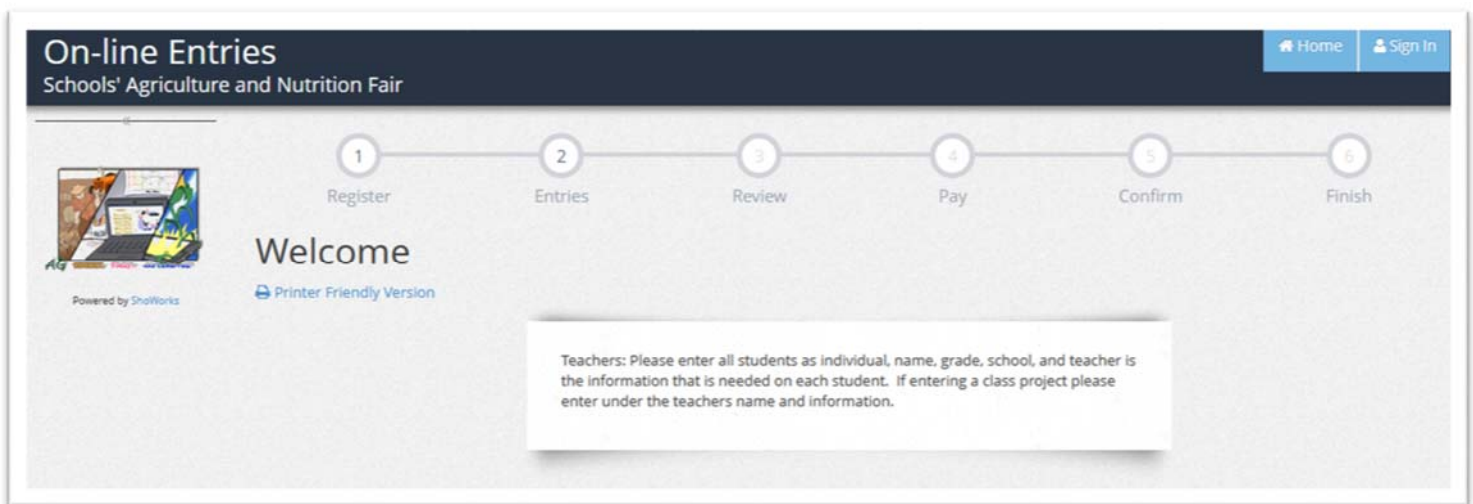 On-line Entries
Schools' Agriculture and Nutrition Fair
Home
Sign In
1
2
3
4
5
6
Register
Entries
Review
Pay
Confirm
Finish
Welcome
Printer Friendly Version
AG
Powered by ShoWorks
Teachers: Please enter all students as individual, name, grade, school, and teacher is
the information that is needed on each student. If entering a class project please
enter under the teachers name and information.